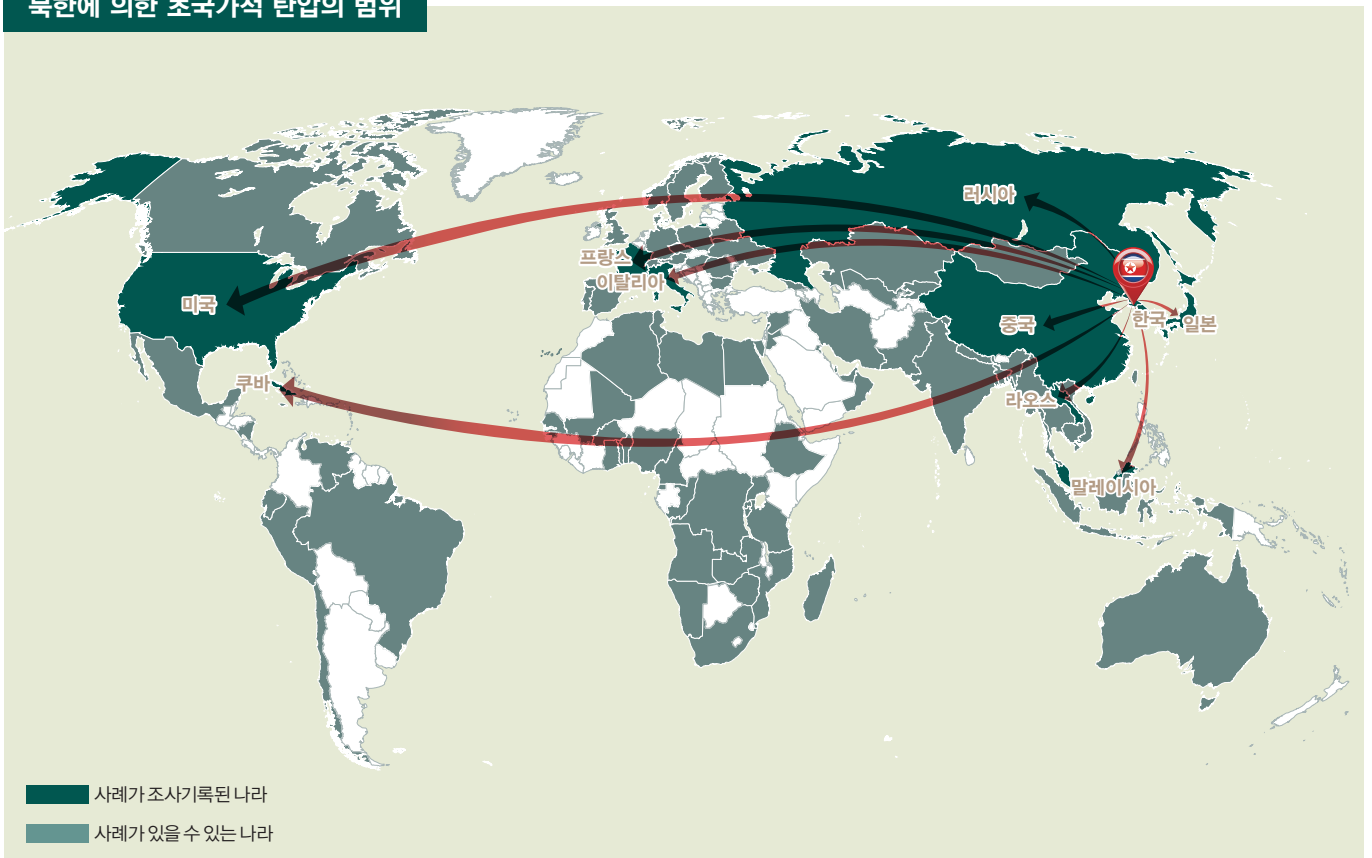 북한에 의한 초국가적 탄압의 범위
러시아
프랑스
이탈리아
미국
중국
한국
일본
쿠바
라오스
말레이시아
사례가 조사기록된 나라
사례가 있을 수 있는 나라